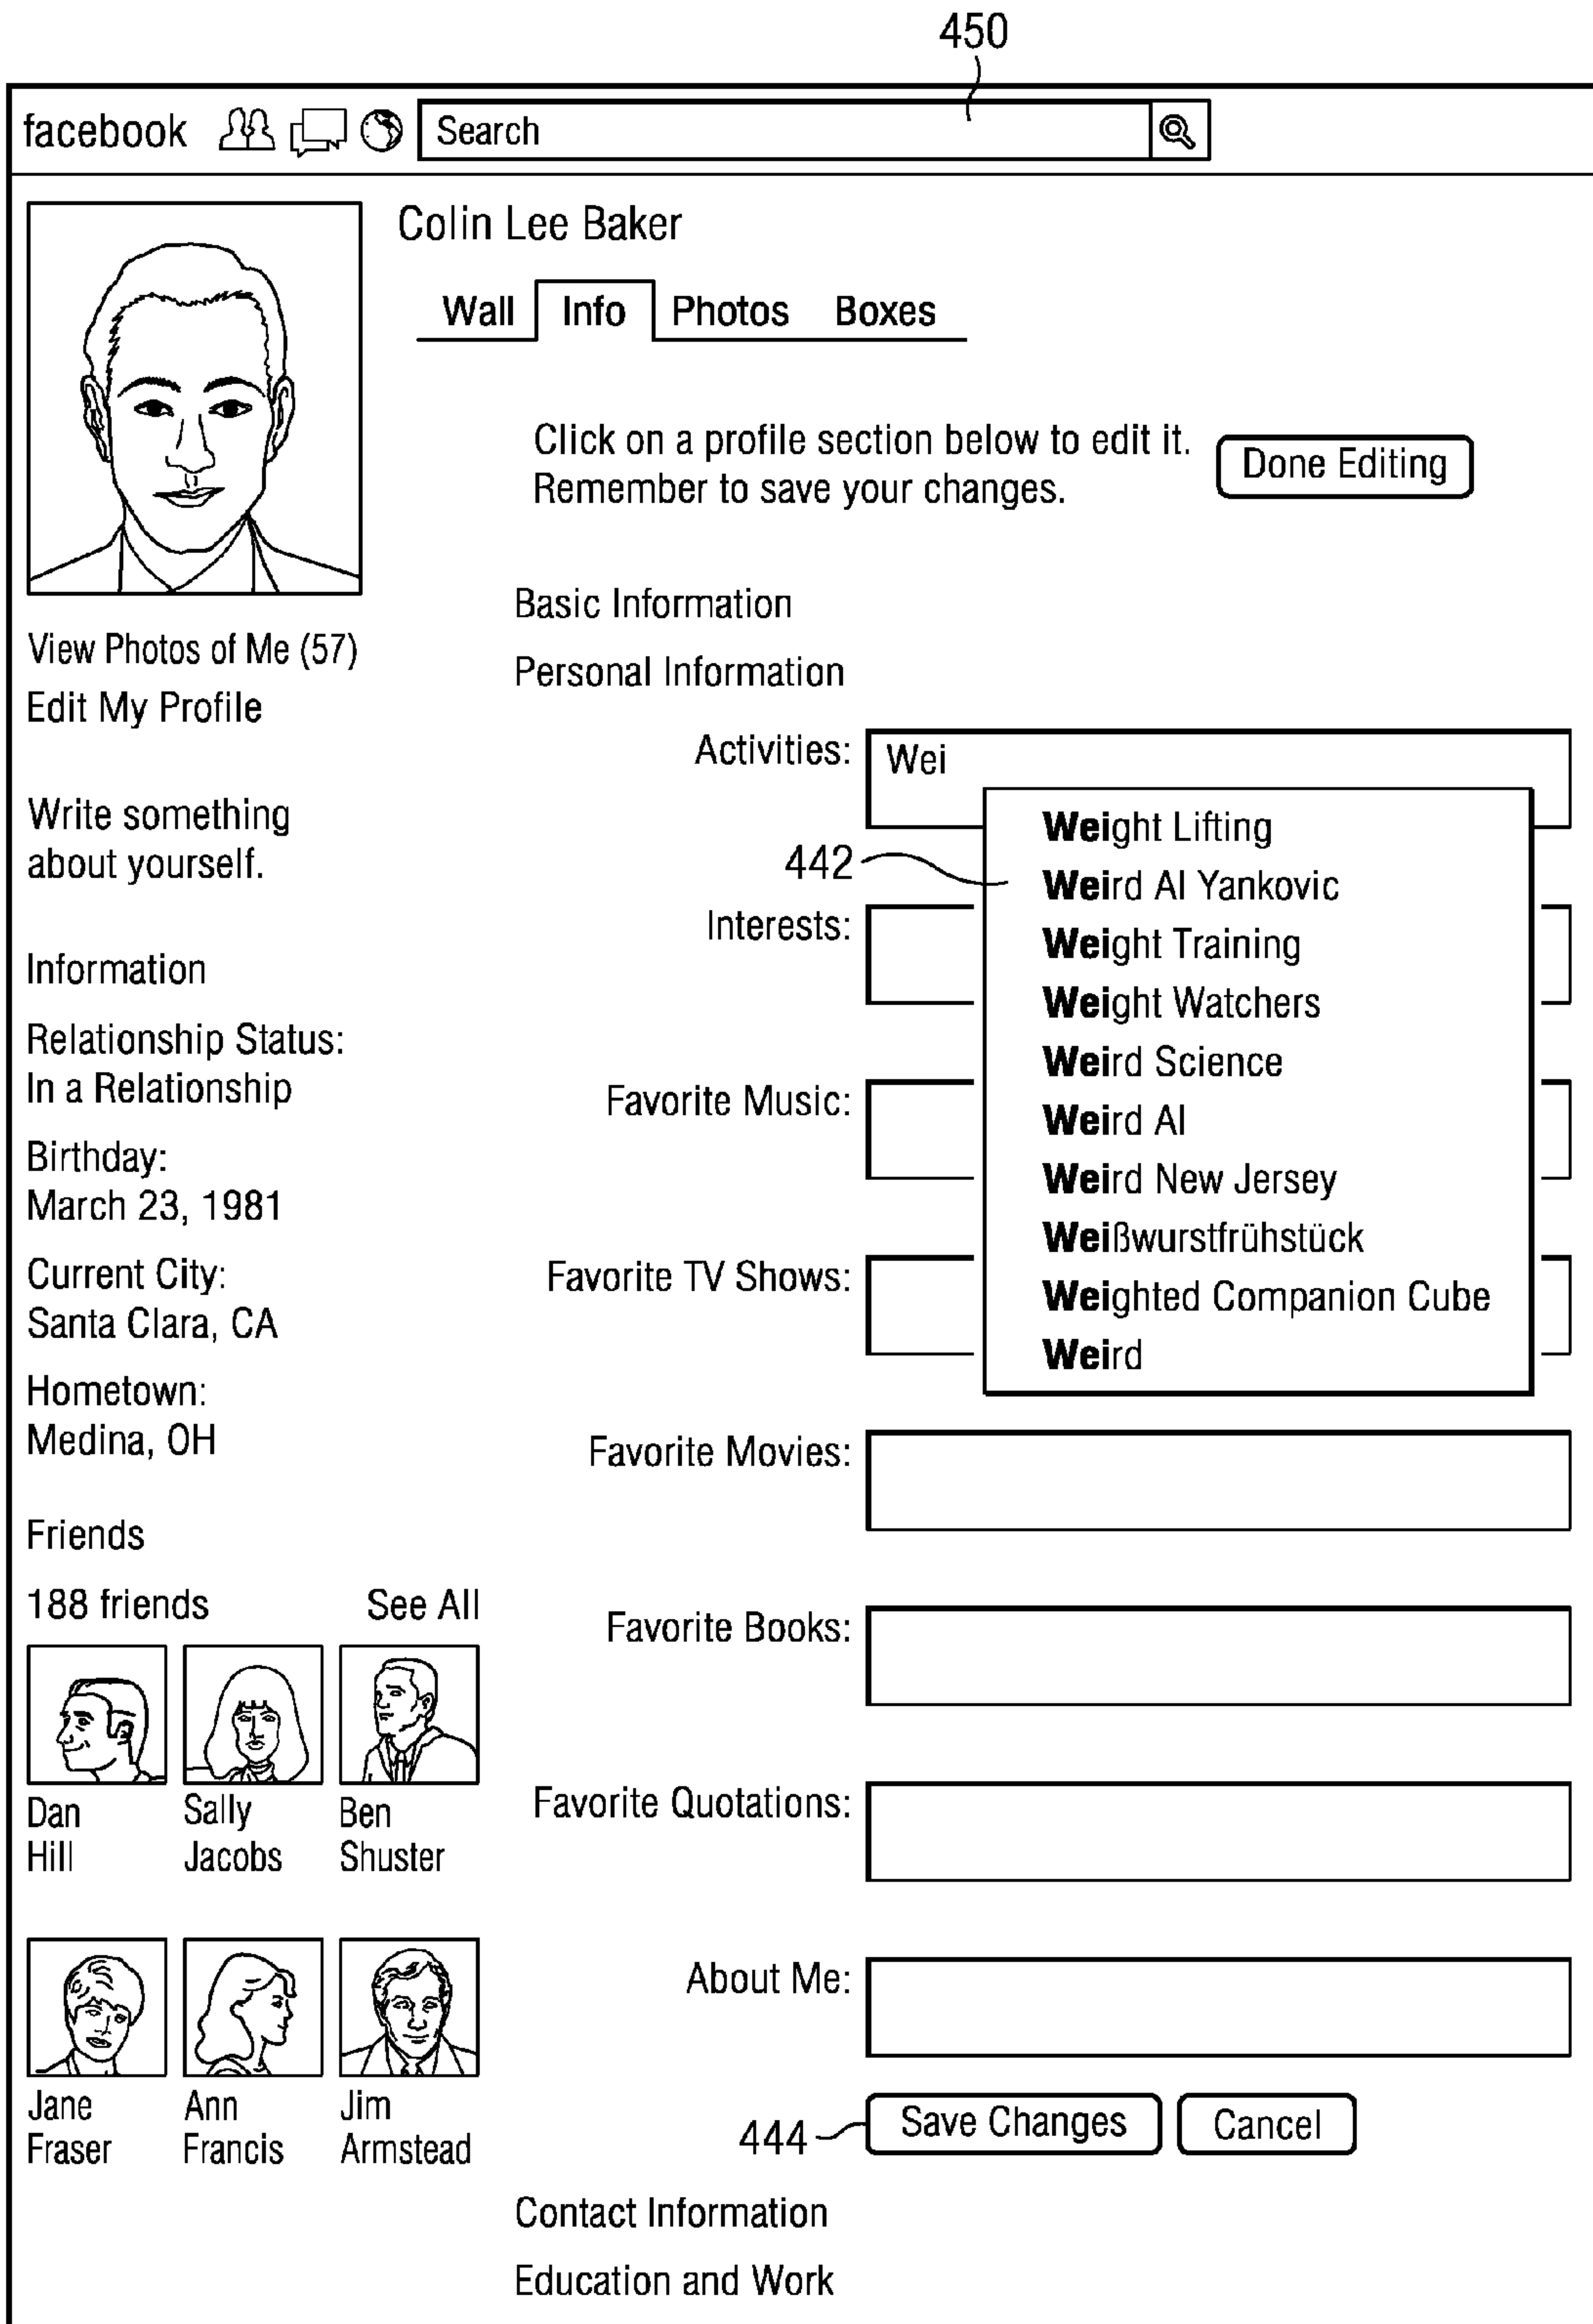 450
facebook
Search
Colin Lee Baker
Wall Info Photos Boxes
Click on a profile section below to edit it.
Remember to save your changes.
Done Editing
View Photos of Me (57)
Edit My Profile
Write something
about yourself.
Information
Relationship Status:
In a Relationship
Birthday:
March 23, 1981
Current City:
Santa Clara, CA
Hometown:
Medina, OH
Friends
188 friends See All
Dan
Hill
Sally
Jacobs
Ben
Shuster
Jane
Fraser
Ann
Francis
Jim
Armstead
Basic Information
Personal Information
Activities: Wei
442
Weight Lifting
Weird Al Yankovic
Weight Training
Weight Watchers
Weird Science
Weird Al
Weird New Jersey
Weißwurstfrühstück
Weighted Companion Cube
Weird
Interests:
Favorite Music:
Favorite TV Shows:
Favorite Movies:
Favorite Books:
Favorite Quotations:
About Me:
444
Save Changes Cancel
Contact Information
Education and Work